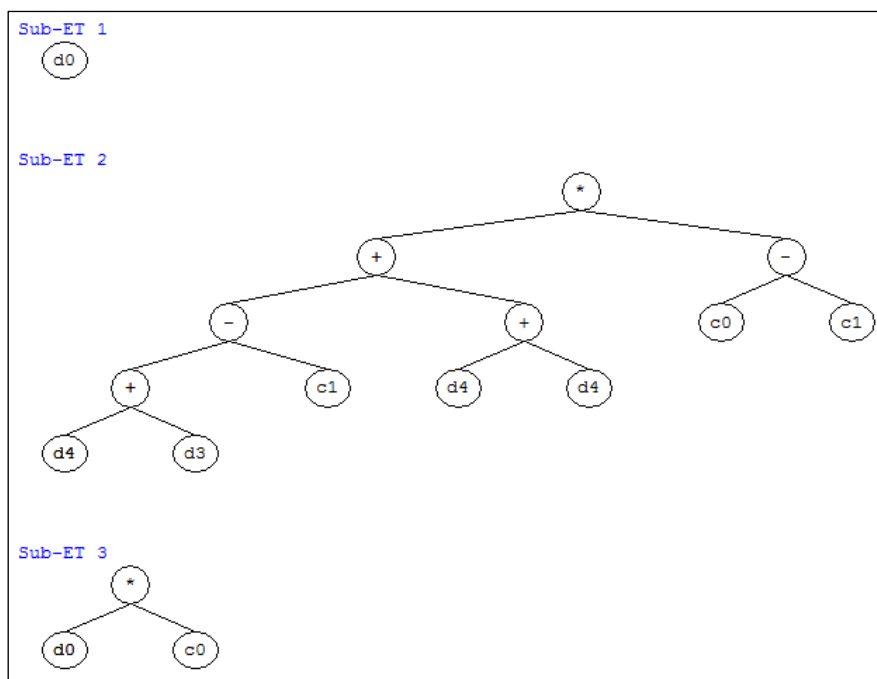 Sub-ET 1
d0
Sub-ET 2
*
+ -
- + c0 c1
+ c1 d4 d4
d4 d3
Sub-ET 3
*
d0 c0